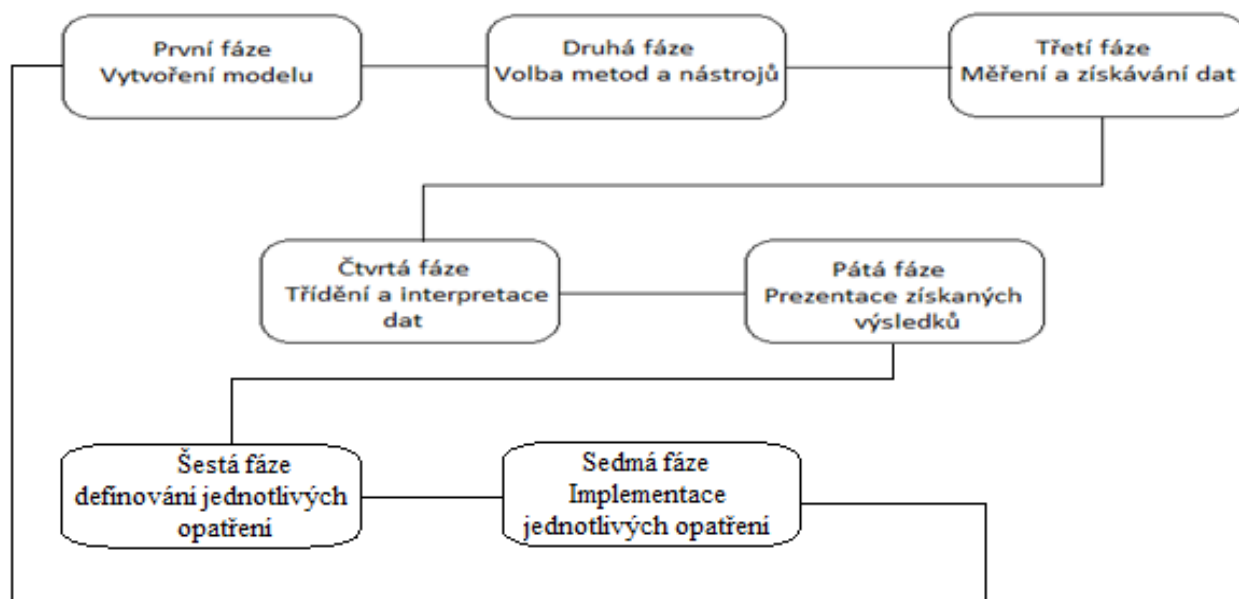 První fáze
Vytvoření modelu
Druhá fáze
Volba metod a nástrojů
Třetí fáze
Měření a získávání dat
Čtvrtá fáze
Třídění a interpretace
dat
Pátá fáze
Prezentace získaných
výsledků
Šestá fáze
definování jednotlivých
opatření
Sedmá fáze
Implementace
jednotlivých opatření